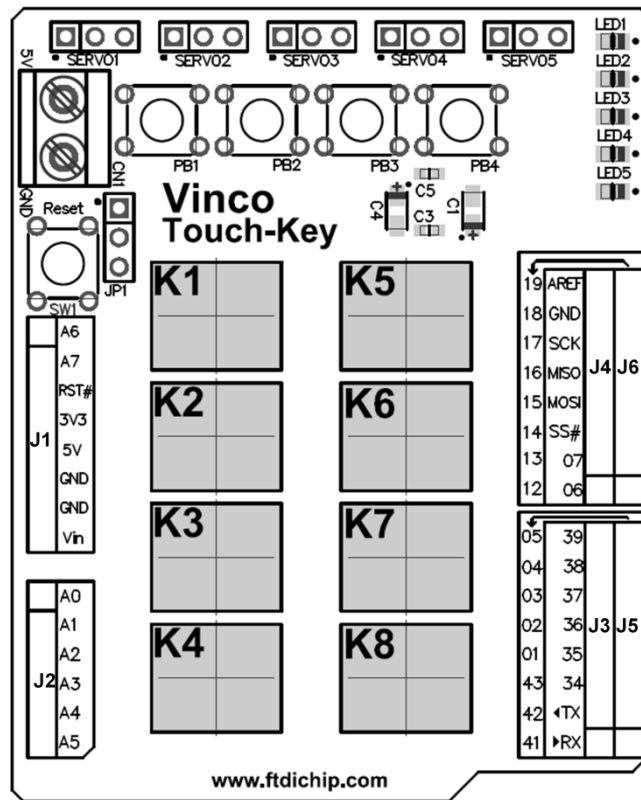 SERVO1 SERVO2 SERVO3 SERVO4 SERVO5
LED1
LED2
LED3
LED4
LED5
5V
GND
CN1
PB1 PB2 PB3 PB4
C5
C4
C3
C1
Reset
SW1
JP1
Vinco
Touch-Key
K1 K5
K2 K6
K3 K7
K4 K8
J1
A6
A7
RST#
3V3
5V
GND
GND
Vin
J2
A0
A1
A2
A3
A4
A5
19 AREF
18 GND
17 SCK
16 MISO
15 MOSI
14 SS#
13 07
12 06
J4 J6
05 39
04 38
03 37
02 36
01 35
43 34
42 ◂TX
41 ▸RX
J3 J5
www.ftdichip.com